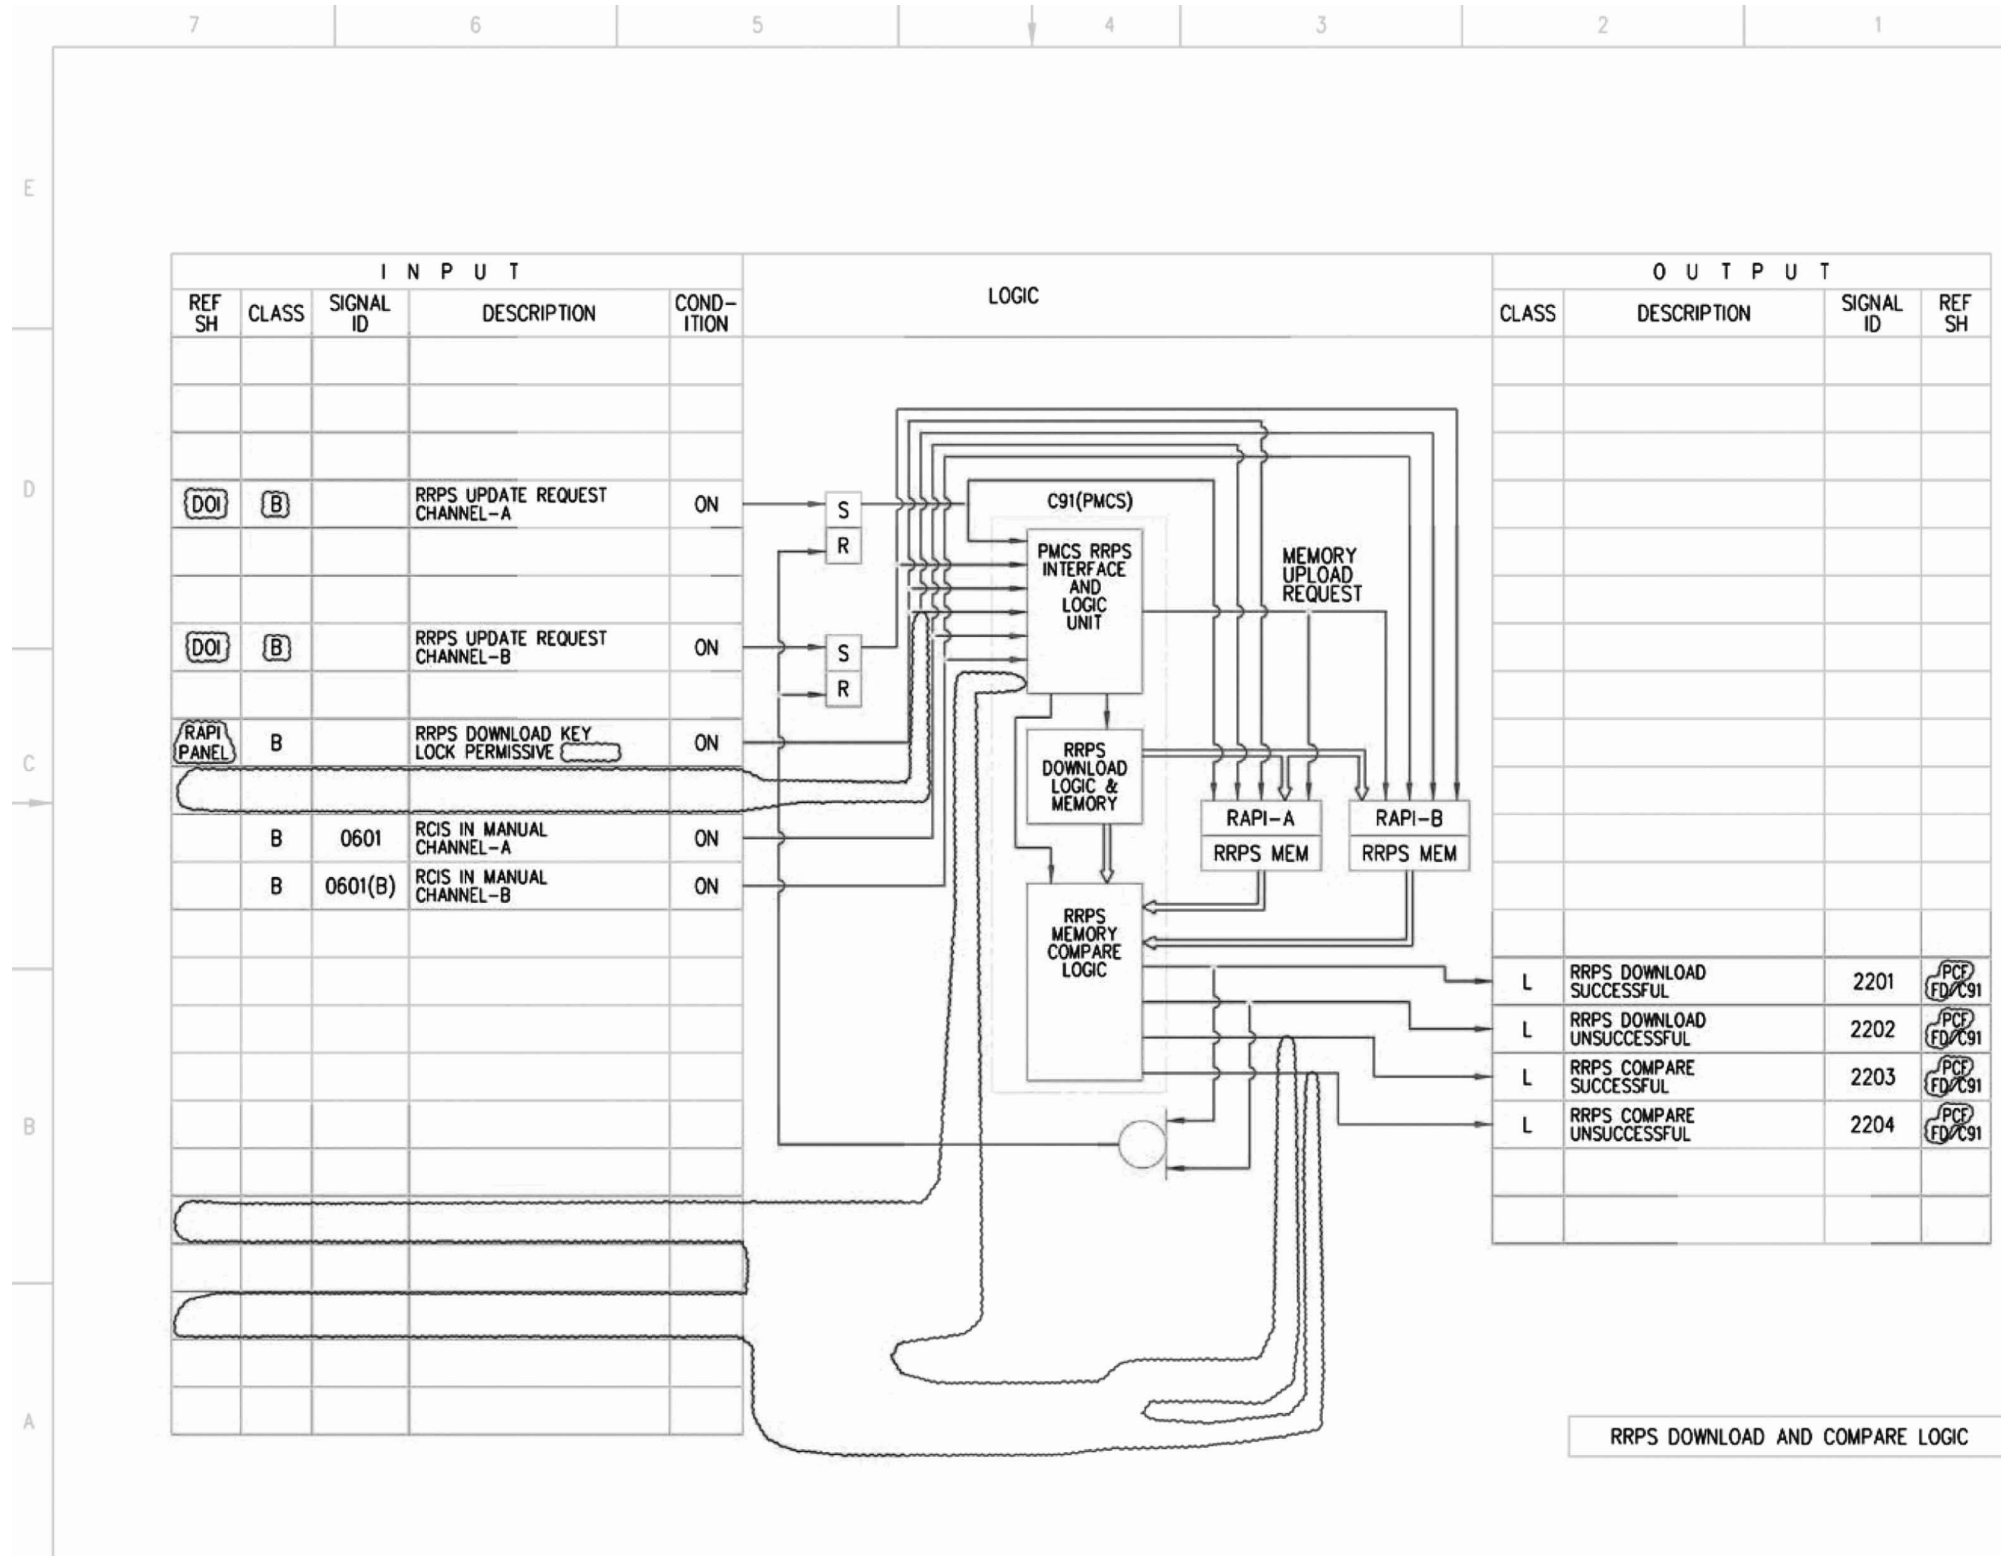 7 6 5 4 3 2 1
E
D
C
B
A
I N P U T
LOGIC
O U T P U T
REF
SH
CLASS
SIGNAL
ID
DESCRIPTION
COND-
ITION
CLASS
DESCRIPTION
SIGNAL
ID
REF
SH
DOI
B
RRPS UPDATE REQUEST
CHANNEL-A
ON
S
R
DOI
B
RRPS UPDATE REQUEST
CHANNEL-B
ON
S
R
RAPI
PANEL
B
RRPS DOWNLOAD KEY
LOCK PERMISSIVE
ON
B
0601
RCIS IN MANUAL
CHANNEL-A
ON
B
0601(B)
RCIS IN MANUAL
CHANNEL-B
ON
C91(PMCS)
PMCS RRPS
INTERFACE
AND
LOGIC
UNIT
MEMORY
UPLOAD
REQUEST
RRPS
DOWNLOAD
LOGIC &
MEMORY
RAPI-A
RRPS MEM
RAPI-B
RRPS MEM
RRPS
MEMORY
COMPARE
LOGIC
L
RRPS DOWNLOAD
SUCCESSFUL
2201
PCF
FD/C91
L
RRPS DOWNLOAD
UNSUCCESSFUL
2202
PCF
FD/C91
L
RRPS COMPARE
SUCCESSFUL
2203
PCF
FD/C91
L
RRPS COMPARE
UNSUCCESSFUL
2204
PCF
FD/C91
RRPS DOWNLOAD AND COMPARE LOGIC